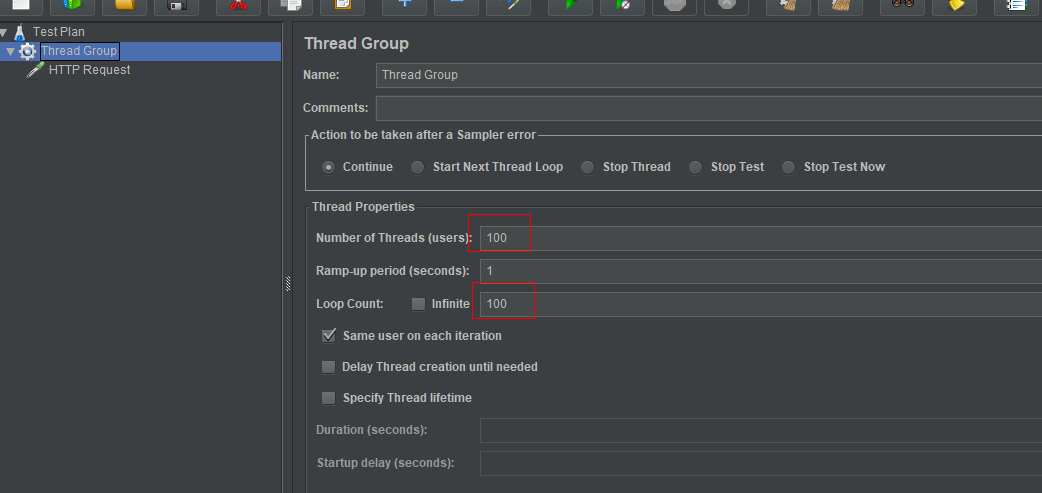 Test Plan
Thread Group
HTTP Request
Thread Group
Name: Thread Group
Comments:
Action to be taken after a Sampler error
Continue Start Next Thread Loop Stop Thread Stop Test Stop Test Now
Thread Properties
Number of Threads (users): 100
Ramp-up period (seconds): 1
Loop Count: Infinite 100
Same user on each iteration
Delay Thread creation until needed
Specify Thread lifetime
Duration (seconds):
Startup delay (seconds):